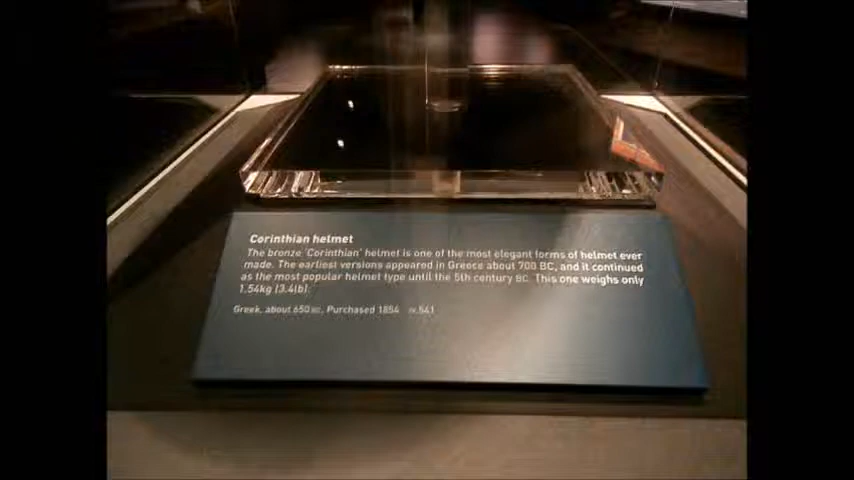 Corinthian helmet
The bronze 'Corinthian' helmet is one of the most elegant forms of helmet ever
made. The earliest versions appeared in Greece about 700 BC, and it continued
as the most popular helmet type until the 5th century BC. This one weighs only
1.54kg (3.4lb).
Greek, about 650 BC, Purchased 1854 IV.541